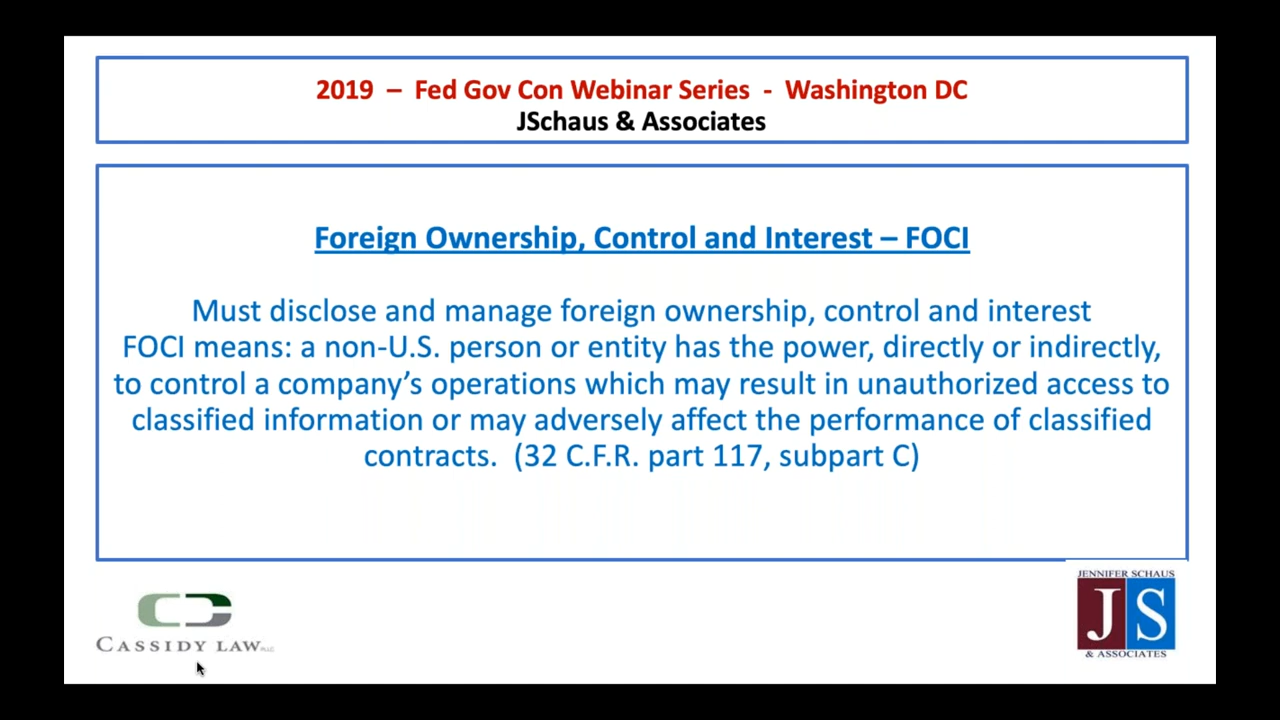 2019 – Fed Gov Con Webinar Series - Washington DC
JSchaus & Associates
Foreign Ownership, Control and Interest – FOCI
Must disclose and manage foreign ownership, control and interest
FOCI means: a non-U.S. person or entity has the power, directly or indirectly,
to control a company’s operations which may result in unauthorized access to
classified information or may adversely affect the performance of classified
contracts. (32 C.F.R. part 117, subpart C)
CASSIDY LAW PLLC
JENNIFER SCHAUS
JS
& ASSOCIATES